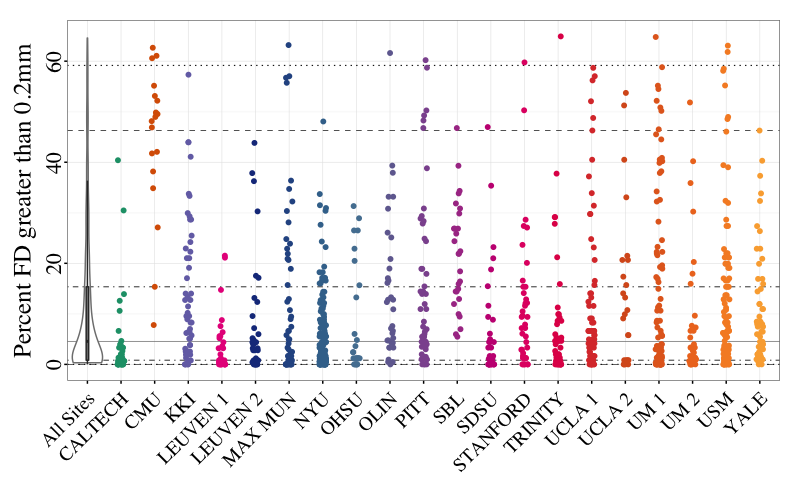 Percent FD greater than 0.2mm
60
40
20
0
All Sites
CALTECH
CMU
KKI
LEUVEN 1
LEUVEN 2
MAX MUN
NYU
OHSU
OLIN
PITT
SBL
SDSU
STANFORD
TRINITY
UCLA 1
UCLA 2
UM 1
UM 2
USM
YALE